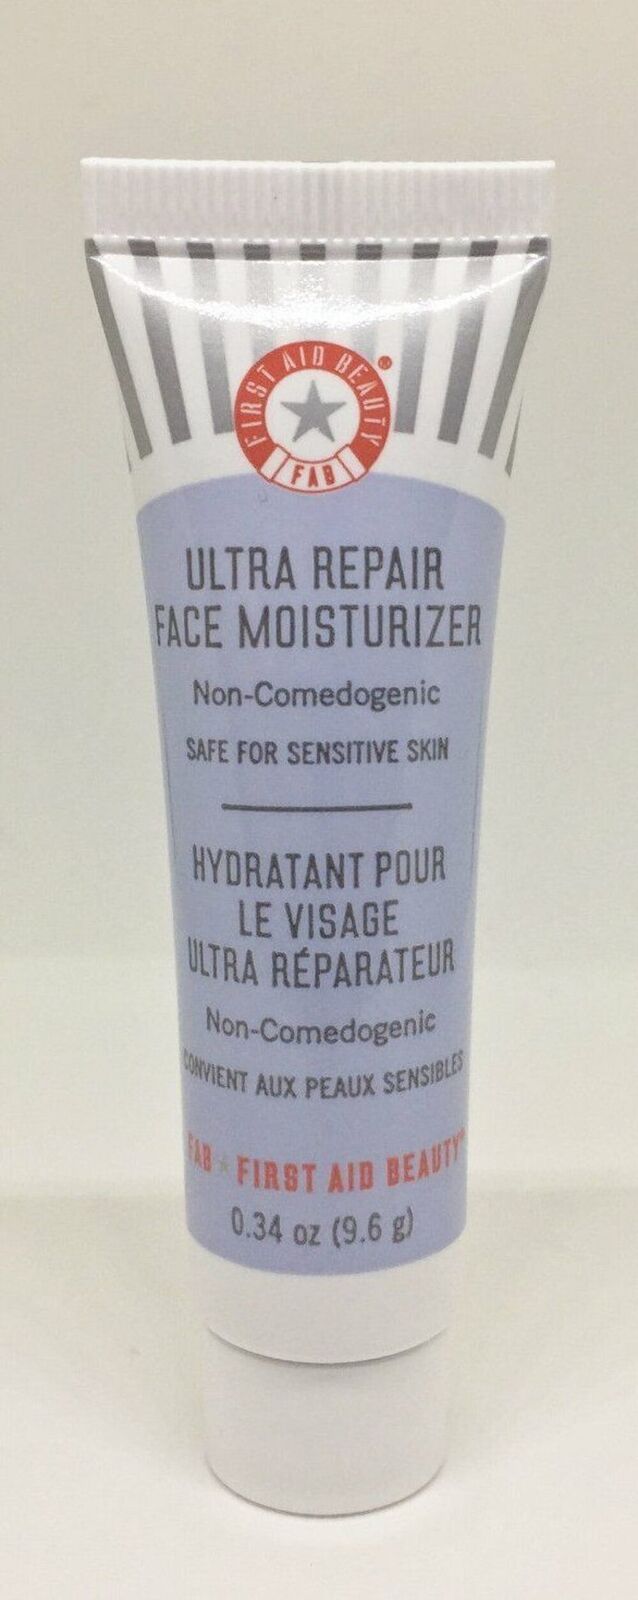 FIRST AID BEAUTY®
FAB
ULTRA REPAIR
FACE MOISTURIZER
Non-Comedogenic
SAFE FOR SENSITIVE SKIN
HYDRATANT POUR
LE VISAGE
ULTRA RÉPARATEUR
Non-Comedogenic
CONVIENT AUX PEAUX SENSIBLES
FAB ★ FIRST AID BEAUTY®
0.34 oz (9.6 g)